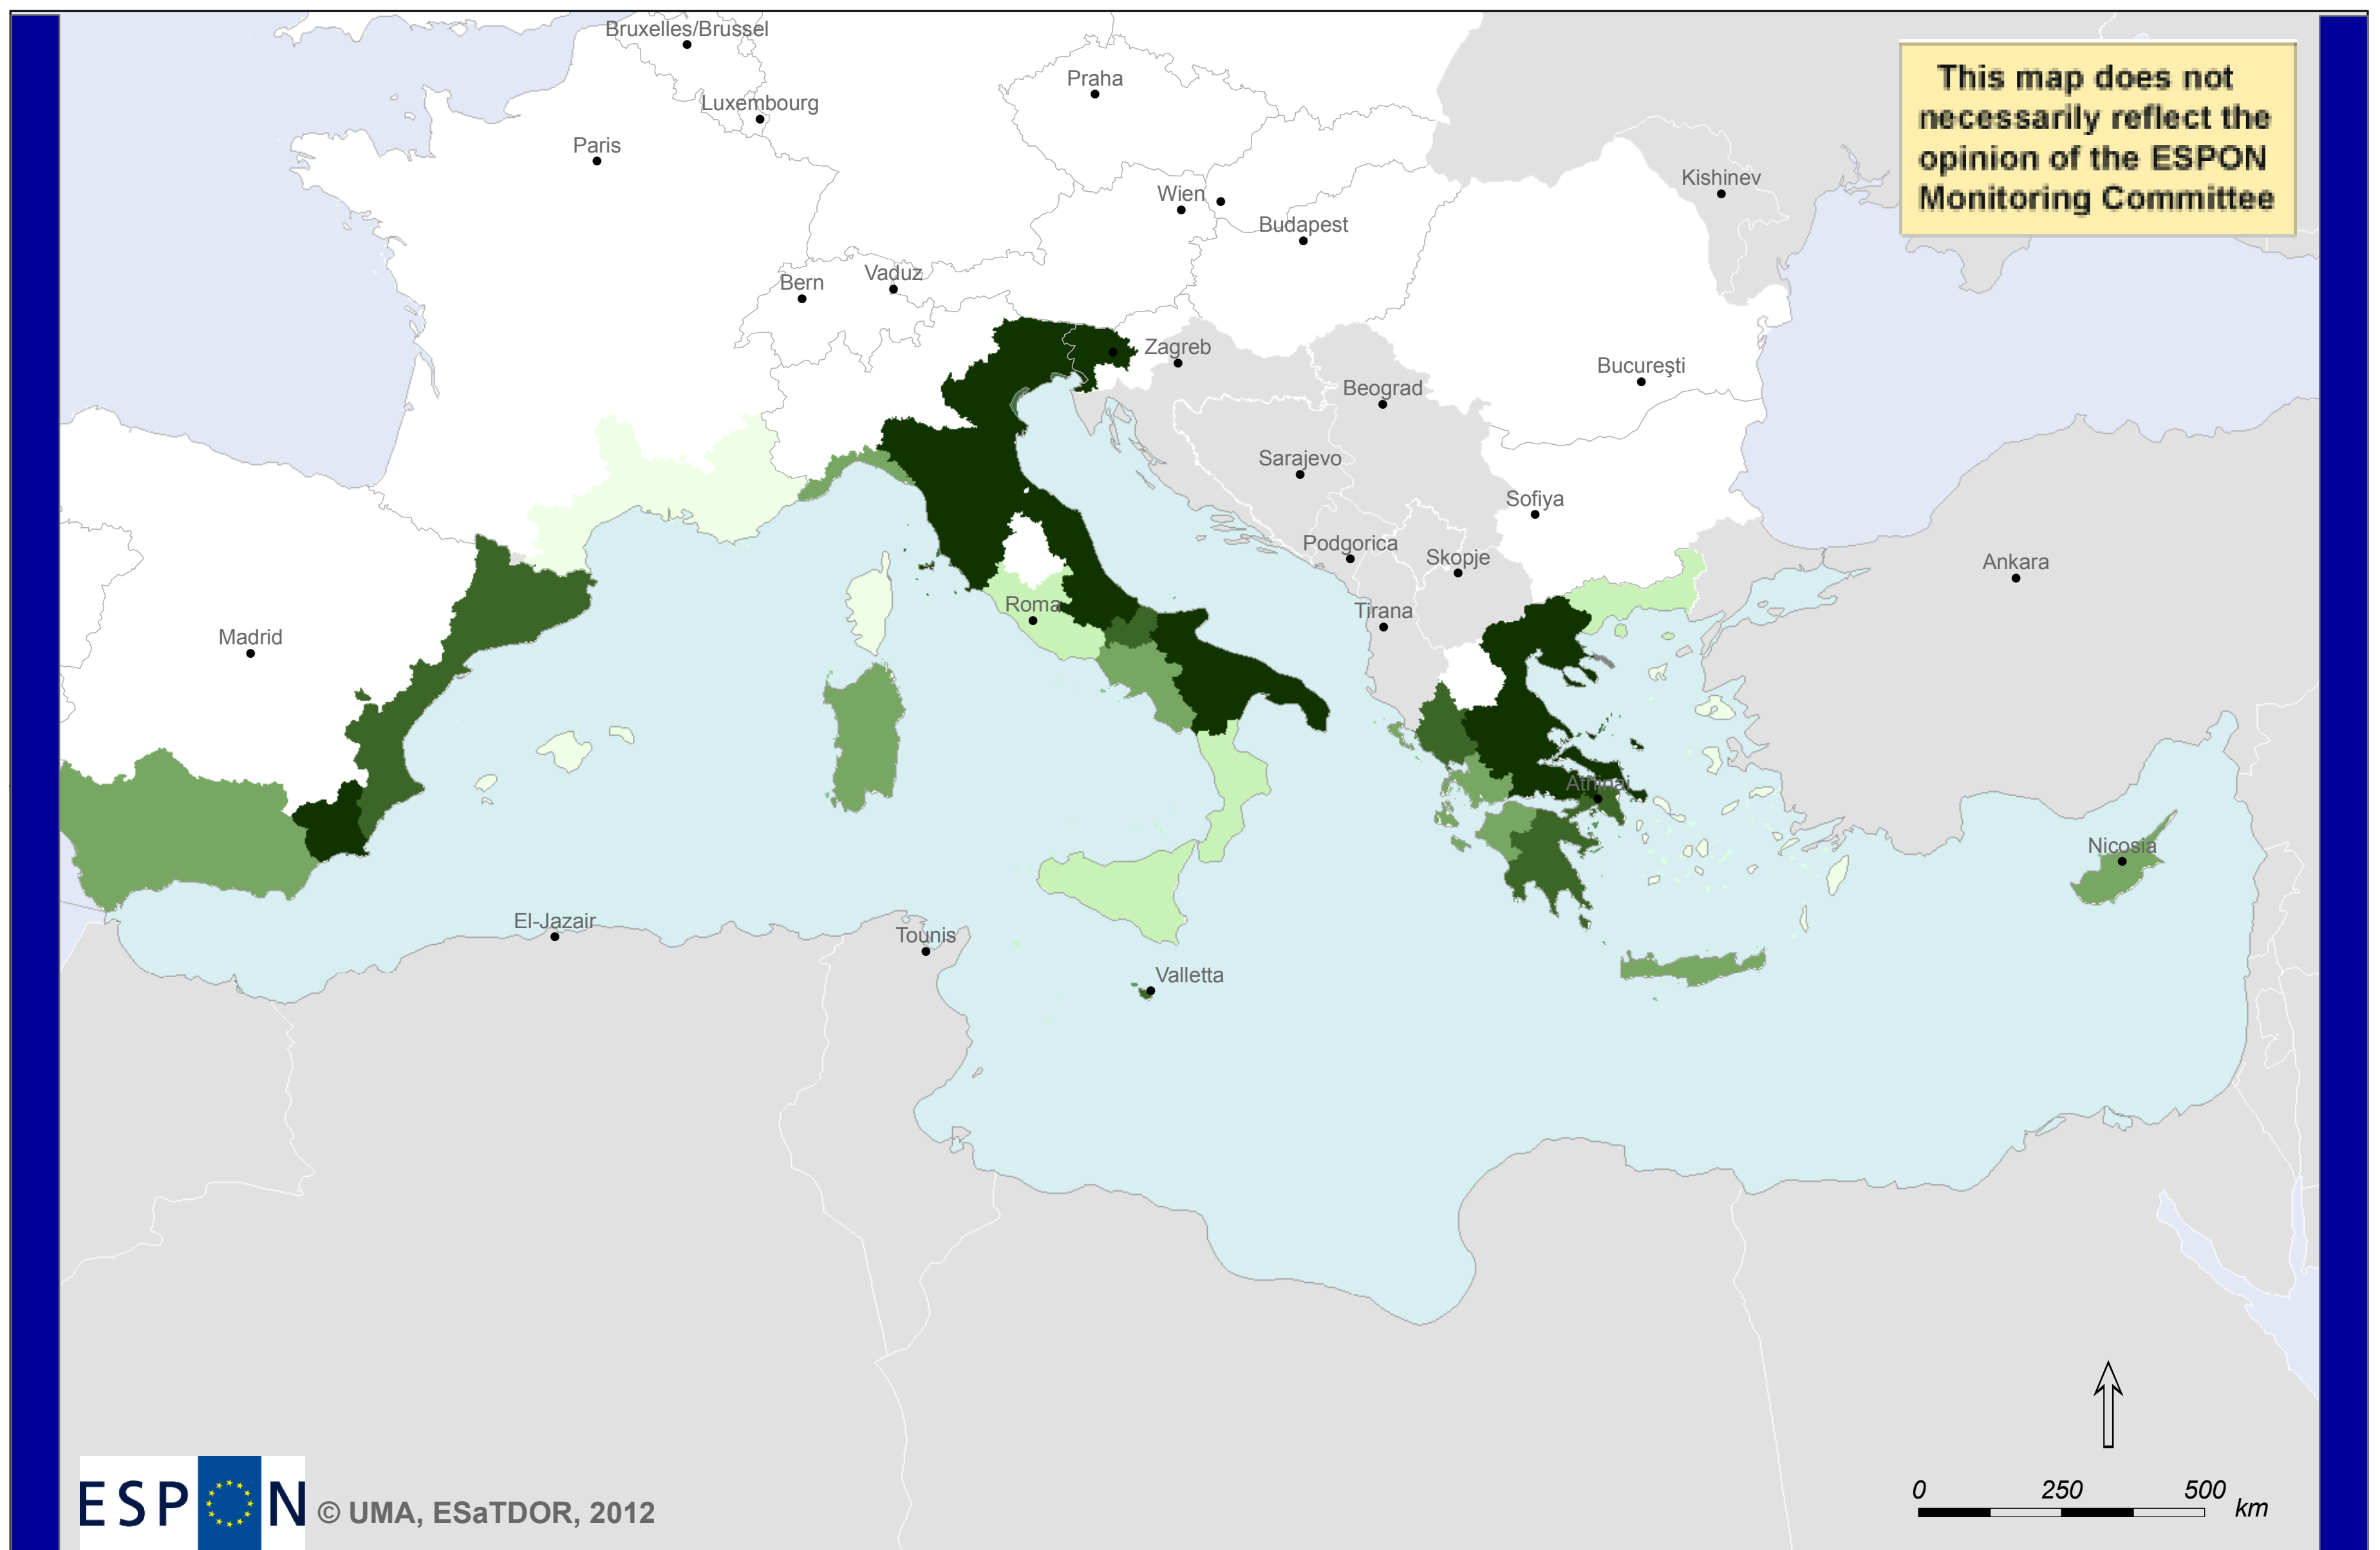 Bruxelles/Brussel
This map does not
necessarily reflect the
opinion of the ESPON
Monitoring Committee
Praha
Luxembourg
Paris
Kishinev
Wien
Budapest
Vaduz
Bern
Zagreb
Bucureşti
Beograd
Sarajevo
Sofiya
Podgorica
Skopje
Ankara
Roma
Tirana
Madrid
Athinai
Nicosia
El-Jazair
Tounis
Valletta
0 250 500 km
ESPON © UMA, ESaTDOR, 2012